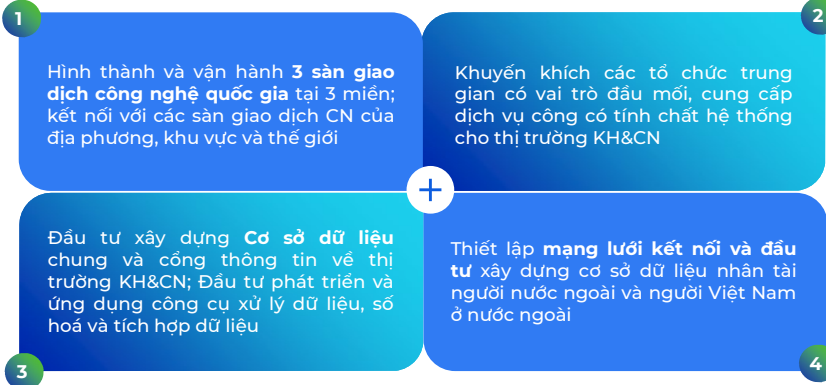 1
Hình thành và vận hành 3 sàn giao
dịch công nghệ quốc gia tại 3 miền;
kết nối với các sàn giao dịch CN của
địa phương, khu vực và thế giới
2
Khuyến khích các tổ chức trung
gian có vai trò đầu mối, cung cấp
dịch vụ công có tính chất hệ thống
cho thị trường KH&CN
+
3
Đầu tư xây dựng Cơ sở dữ liệu
chung và cổng thông tin về thị
trường KH&CN; Đầu tư phát triển và
ứng dụng công cụ xử lý dữ liệu, số
hoá và tích hợp dữ liệu
4
Thiết lập mạng lưới kết nối và đầu
tư xây dựng cơ sở dữ liệu nhân tài
người nước ngoài và người Việt Nam
ở nước ngoài